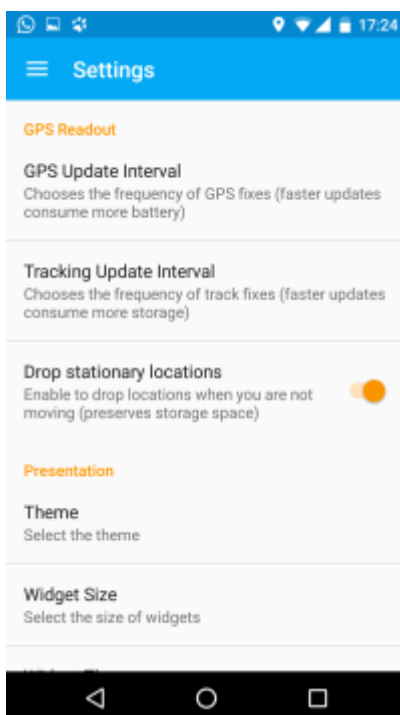 17:24
Settings
GPS Readout
GPS Update Interval
Chooses the frequency of GPS fixes (faster updates
consume more battery)
Tracking Update Interval
Chooses the frequency of track fixes (faster updates
consume more storage)
Drop stationary locations
Enable to drop locations when you are not
moving (preserves storage space)
Presentation
Theme
Select the theme
Widget Size
Select the size of widgets